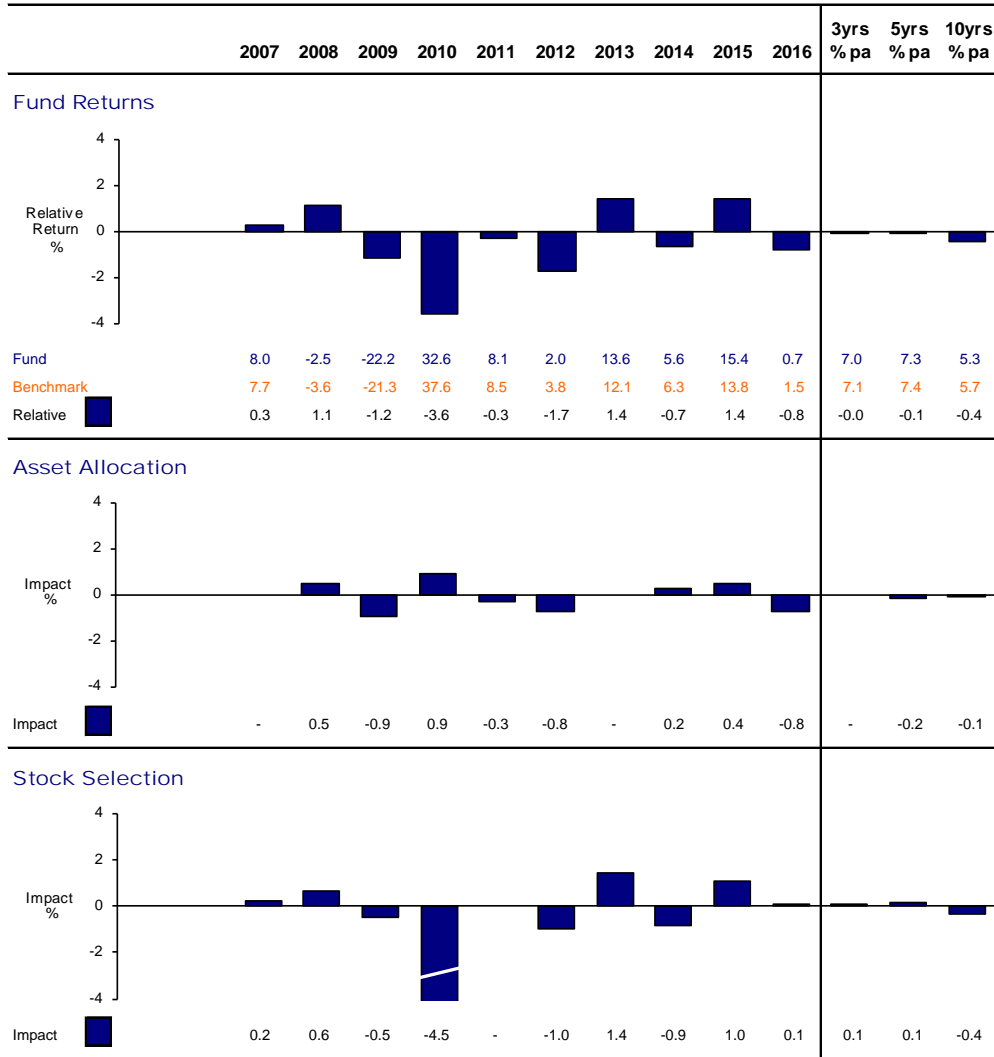 3yrs 5yrs 10yrs
2007 2008 2009 2010 2011 2012 2013 2014 2015 2016 % pa % pa % pa
Fund Returns
4
2
Relative
Return
%
0
-2
-4
Fund 8.0 -2.5 -22.2 32.6 8.1 2.0 13.6 5.6 15.4 0.7 7.0 7.3 5.3
Benchmark 7.7 -3.6 -21.3 37.6 8.5 3.8 12.1 6.3 13.8 1.5 7.1 7.4 5.7
Relative 0.3 1.1 -1.2 -3.6 -0.3 -1.7 1.4 -0.7 1.4 -0.8 -0.0 -0.1 -0.4
Asset Allocation
4
2
Impact
%
0
-2
-4
Impact - 0.5 -0.9 0.9 -0.3 -0.8 - 0.2 0.4 -0.8 - -0.2 -0.1
Stock Selection
4
2
Impact
%
0
-2
-4
Impact 0.2 0.6 -0.5 -4.5 - -1.0 1.4 -0.9 1.0 0.1 0.1 0.1 -0.4